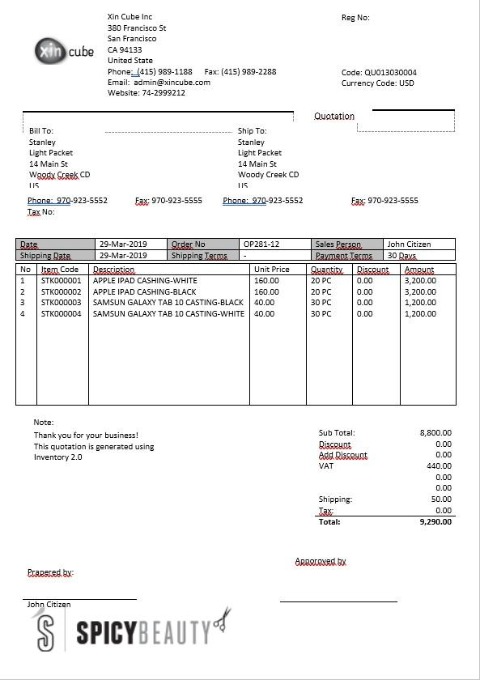 Xin Cube Inc
Reg No:
380 Francisco St
San Francisco
xin cube
CA 94133
United State
Phone: (415) 989-1188 Fax: (415) 989-2288
Code: QU013030004
Email: admin@xincube.com
Currency Code: USD
Website: 74-2999212
Quotation
Bill To:
Ship To:
Stanley
Stanley
Light Packet
Light Packet
14 Main St
14 Main St
Woody Creek CD
Woody Creek CD
US
US
Phone: 970-923-5552 Fax: 970-923-5555 Phone: 970-923-5552 Fax: 970-923-5555
Tax No:
Date 29-Mar-2019 Order No OP281-12 Sales Person John Citizen
Shipping Date 29-Mar-2019 Shipping Terms - Payment Terms 30 Days
No Item Code Description Unit Price Quantity Discount Amount
1 STK000001 APPLE IPAD CASHING-WHITE 160.00 20 PC 0.00 3,200.00
2 STK000002 APPLE IPAD CASHING-BLACK 160.00 20 PC 0.00 3,200.00
3 STK000003 SAMSUN GALAXY TAB 10 CASTING-BLACK 40.00 30 PC 0.00 1,200.00
4 STK000004 SAMSUN GALAXY TAB 10 CASTING-WHITE 40.00 30 PC 0.00 1,200.00
Note:
Thank you for your business!
This quotation is generated using
Inventory 2.0
Sub Total: 8,800.00
Discount 0.00
Add Discount 0.00
VAT 440.00
0.00
0.00
Shipping: 50.00
Tax: 0.00
Total: 9,290.00
Apporoved by
Prapared by:
John Citizen
S SPICYBEAUTY